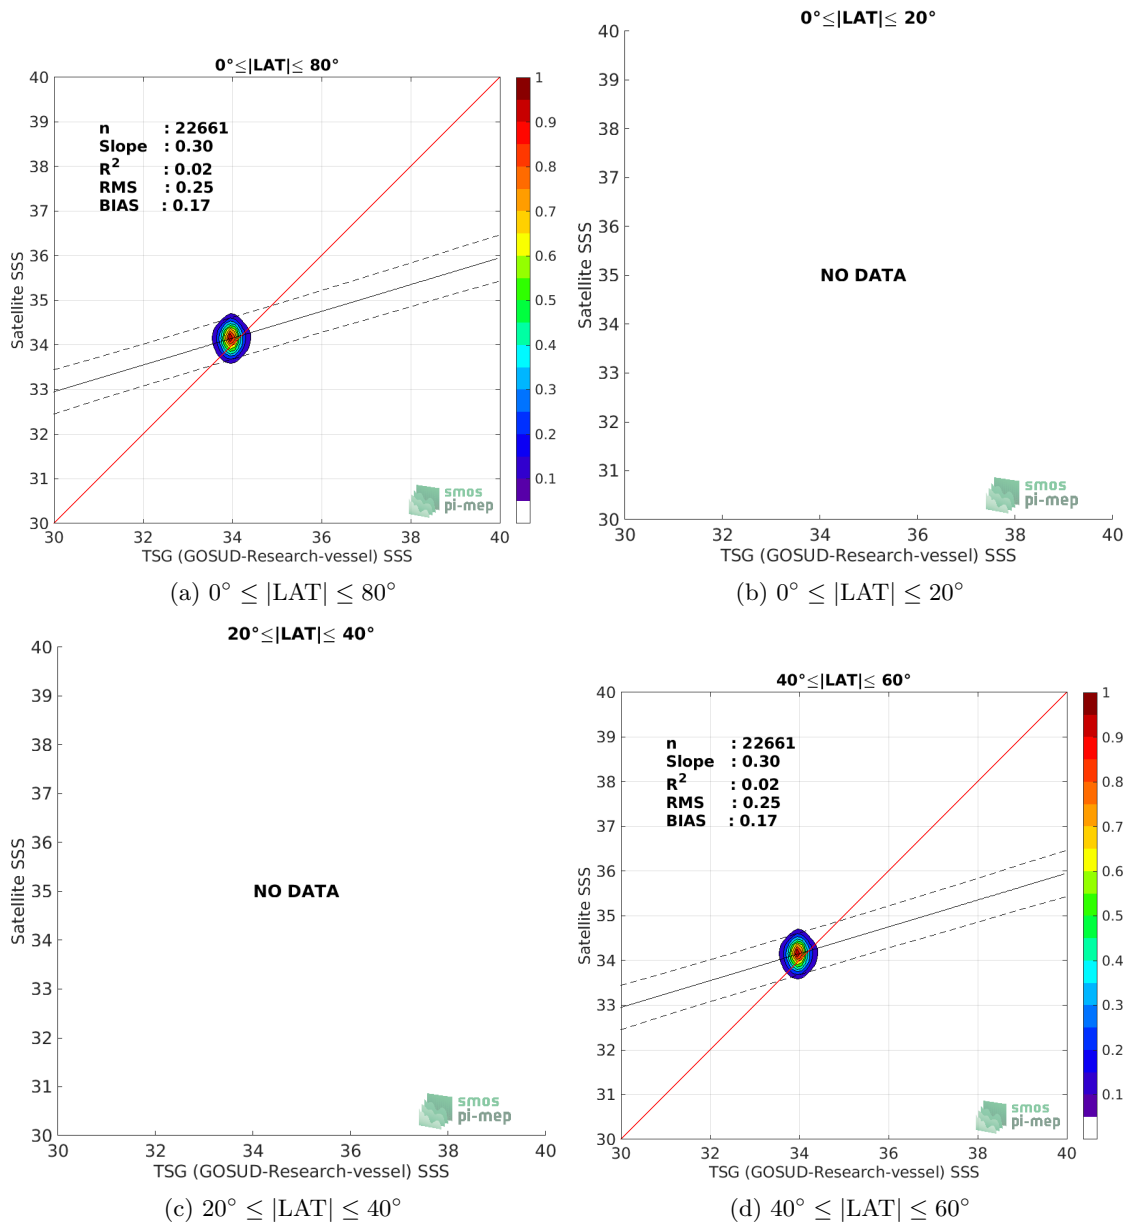 0°≤|LAT|≤ 80°
40
39
38
37
36
35
34
33
32
31
30
Satellite SSS
n : 22661
Slope : 0.30
R² : 0.02
RMS : 0.25
BIAS : 0.17
smos
pi-mep
30 32 34 36 38 40
TSG (GOSUD-Research-vessel) SSS
1
0.9
0.8
0.7
0.6
0.5
0.4
0.3
0.2
0.1
(a) 0° ≤ |LAT| ≤ 80°
0°≤|LAT|≤ 20°
40
39
38
37
36
35
34
33
32
31
30
Satellite SSS
NO DATA
smos
pi-mep
30 32 34 36 38 40
TSG (GOSUD-Research-vessel) SSS
(b) 0° ≤ |LAT| ≤ 20°
20°≤|LAT|≤ 40°
40
39
38
37
36
35
34
33
32
31
30
Satellite SSS
NO DATA
smos
pi-mep
30 32 34 36 38 40
TSG (GOSUD-Research-vessel) SSS
(c) 20° ≤ |LAT| ≤ 40°
40°≤|LAT|≤ 60°
40
39
38
37
36
35
34
33
32
31
30
Satellite SSS
n : 22661
Slope : 0.30
R² : 0.02
RMS : 0.25
BIAS : 0.17
smos
pi-mep
30 32 34 36 38 40
TSG (GOSUD-Research-vessel) SSS
1
0.9
0.8
0.7
0.6
0.5
0.4
0.3
0.2
0.1
(d) 40° ≤ |LAT| ≤ 60°